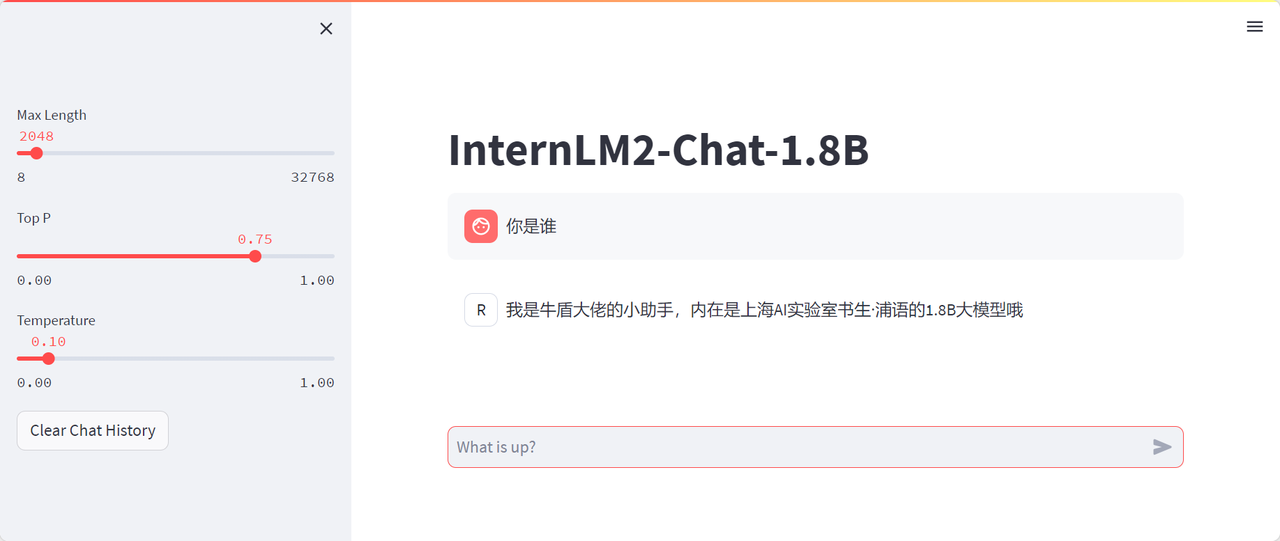 Max Length
2048
8 32768
Top P
0.75
0.00 1.00
Temperature
0.10
0.00 1.00
Clear Chat History
InternLM2-Chat-1.8B
你是谁
R 我是牛盾大佬的小助手，内在是上海AI实验室书生·浦语的1.8B大模型哦
What is up?